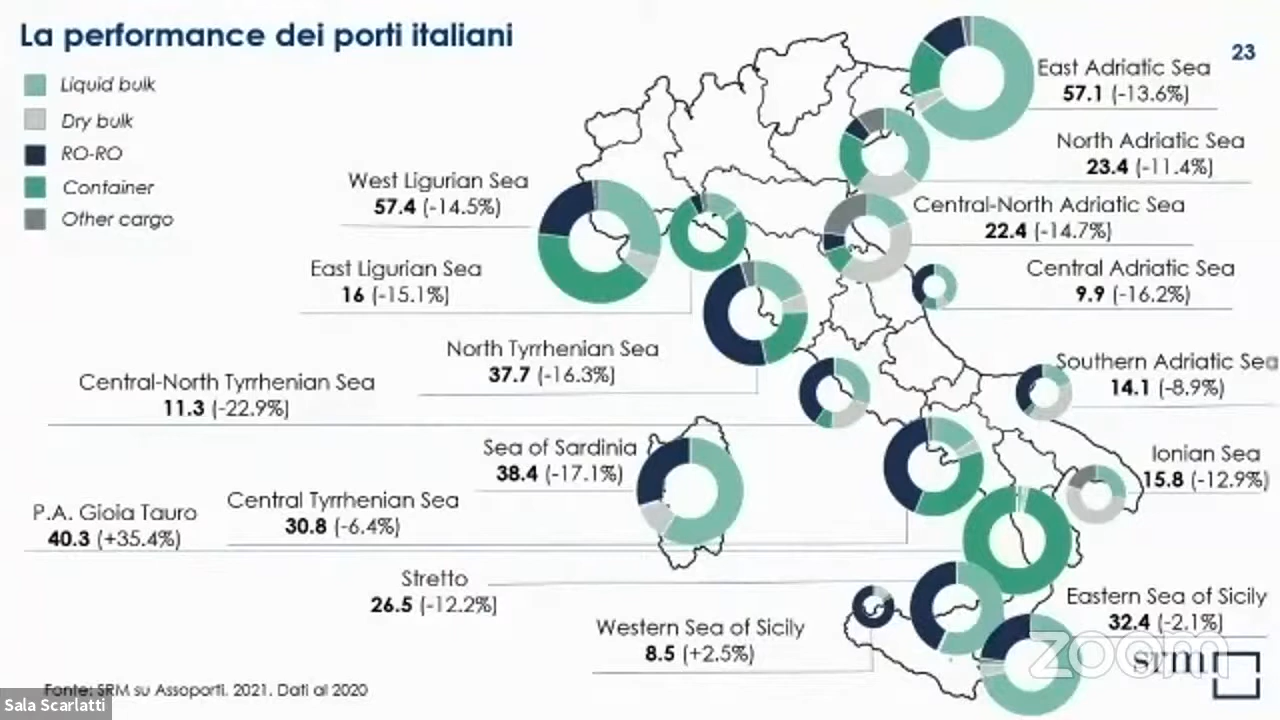 La performance dei porti italiani
23
Liquid bulk
Dry bulk
RO-RO
Container
Other cargo
East Adriatic Sea
57.1 (-13.6%)
North Adriatic Sea
23.4 (-11.4%)
West Ligurian Sea
57.4 (-14.5%)
Central-North Adriatic Sea
22.4 (-14.7%)
East Ligurian Sea
16 (-15.1%)
Central Adriatic Sea
9.9 (-16.2%)
North Tyrrhenian Sea
37.7 (-16.3%)
Southern Adriatic Sea
14.1 (-8.9%)
Central-North Tyrrhenian Sea
11.3 (-22.9%)
Sea of Sardinia
38.4 (-17.1%)
Ionian Sea
15.8 (-12.9%)
Central Tyrrhenian Sea
30.8 (-6.4%)
P.A. Gioia Tauro
40.3 (+35.4%)
Stretto
26.5 (-12.2%)
Eastern Sea of Sicily
32.4 (-2.1%)
Western Sea of Sicily
8.5 (+2.5%)
zoom
srm
Fonte: SRM su Assoporti, 2021. Dati al 2020
Sala Scarlatti